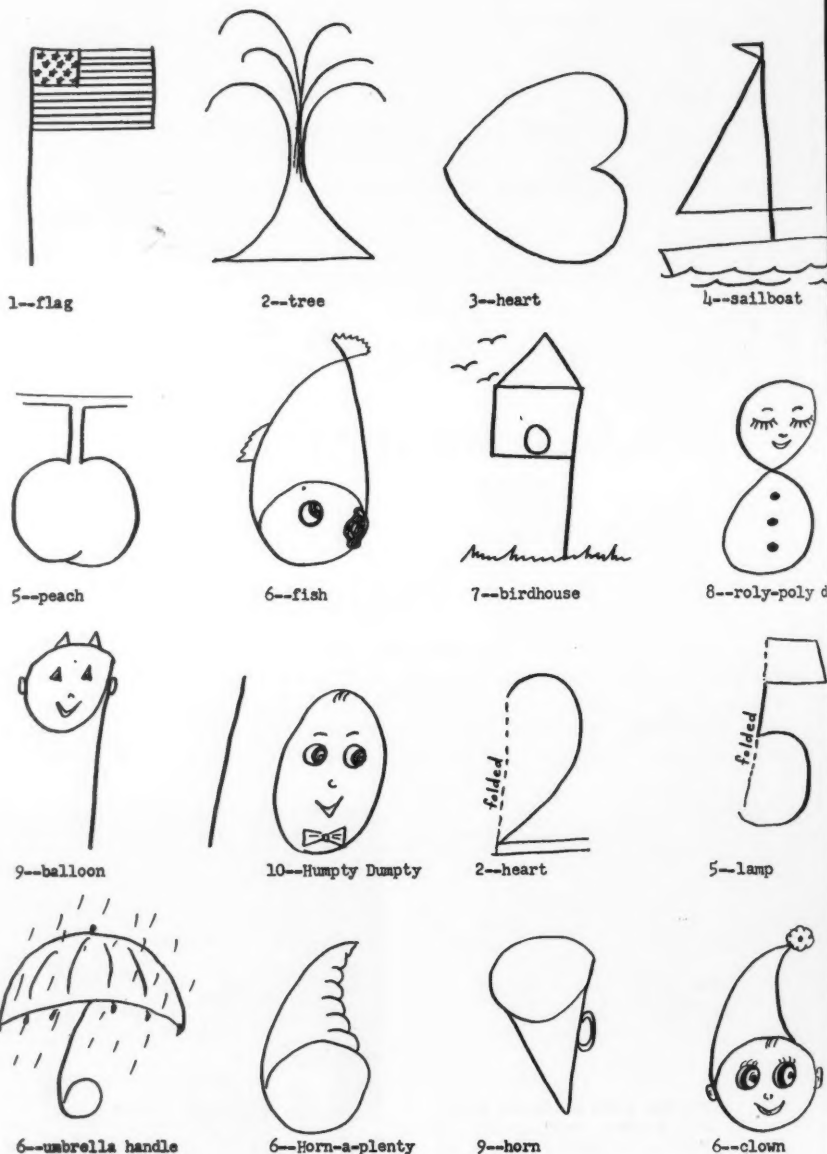 1--flag
2--tree
3--heart
4--sailboat
5--peach
6--fish
7--birdhouse
8--roly-poly d
9--balloon
10--Humpty Dumpty
folded
2--heart
folded
5--lamp
6--umbrella handle
6--Horn-a-plenty
9--horn
6--clown